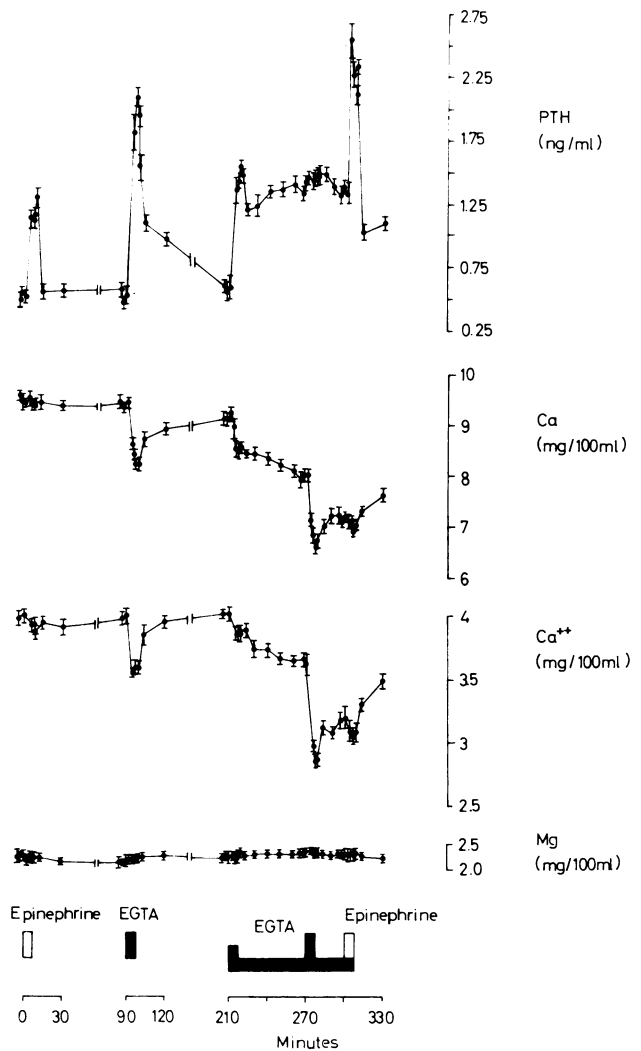 2.75
2.25
PTH
1.75
(ng/ml)
1.25
0.75
0.25
10
9
Ca
(mg/100ml)
8
7
6
4
Ca++
(mg/100ml)
3.5
3
2.5
2.5
Mg
2.0
(mg/100ml)
Epinephrine
EGTA
EGTA
Epinephrine
0 30 90 120 210 270 330
Minutes